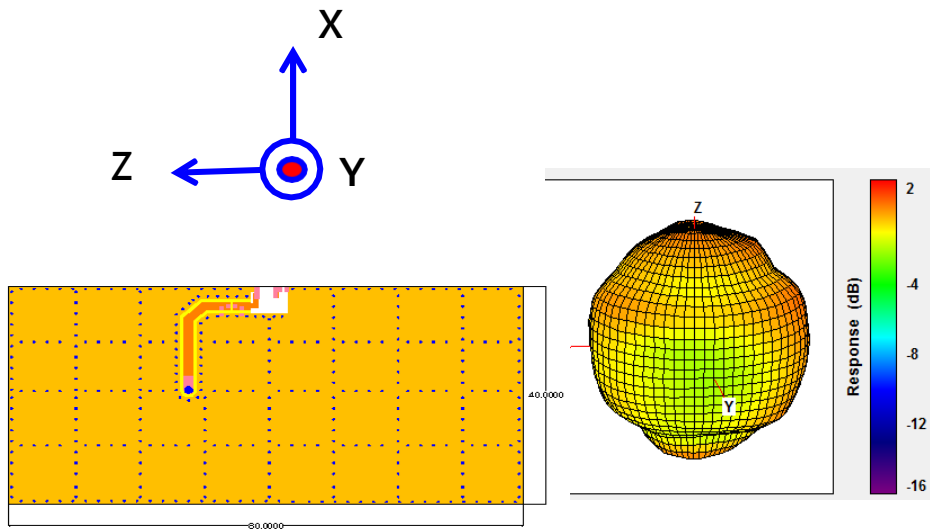 X
Z
Y
40.0000
80.0000
Z
Y
Response (dB)
2
-4
-8
-12
-16